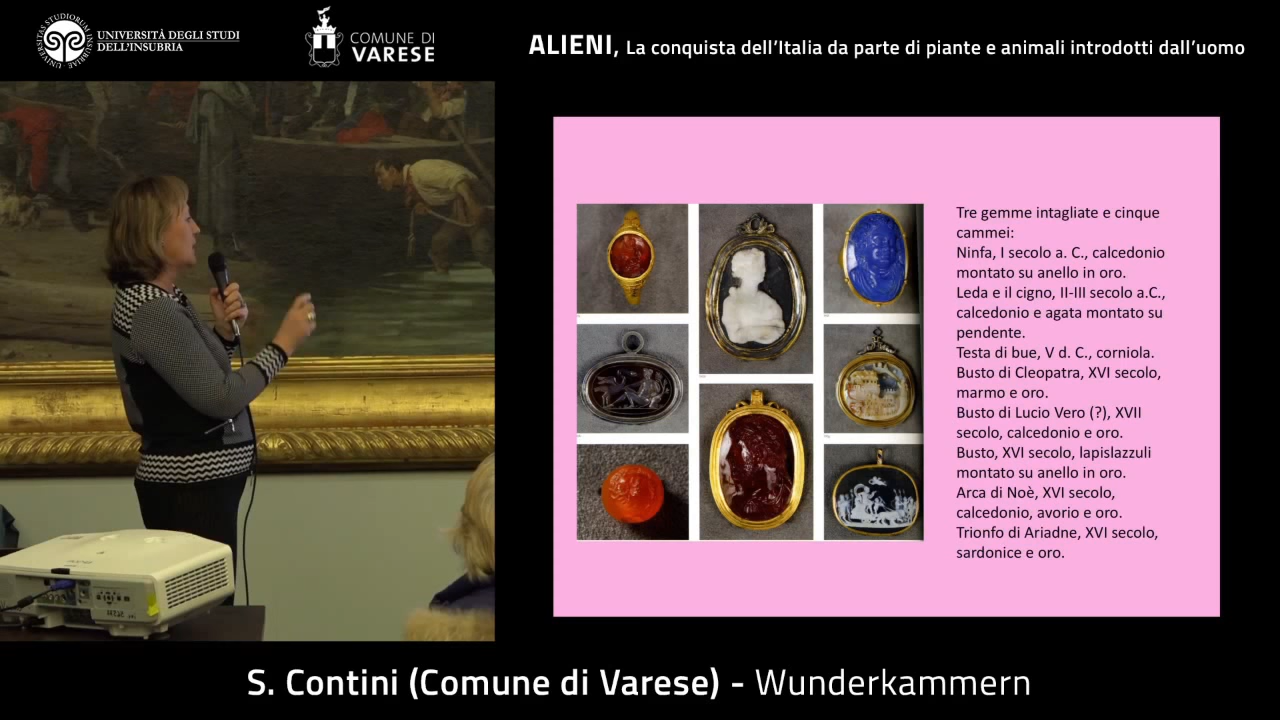 UNIVERSITÀ DEGLI STUDI
DELL'INSUBRIA
COMUNE DI
VARESE
ALIENI, La conquista dell'Italia da parte di piante e animali introdotti dall'uomo
Tre gemme intagliate e cinque
cammei:
Ninfa, I secolo a. C., calcedonio
montato su anello in oro.
Leda e il cigno, II-III secolo a.C.,
calcedonio e agata montato su
pendente.
Testa di bue, V d. C., corniola.
Busto di Cleopatra, XVI secolo,
marmo e oro.
Busto di Lucio Vero (?), XVII
secolo, calcedonio e oro.
Busto, XVI secolo, lapislazzuli
montato su anello in oro.
Arca di Noè, XVI secolo,
calcedonio, avorio e oro.
Trionfo di Ariadne, XVI secolo,
sardonice e oro.
S. Contini (Comune di Varese) - Wunderkammern